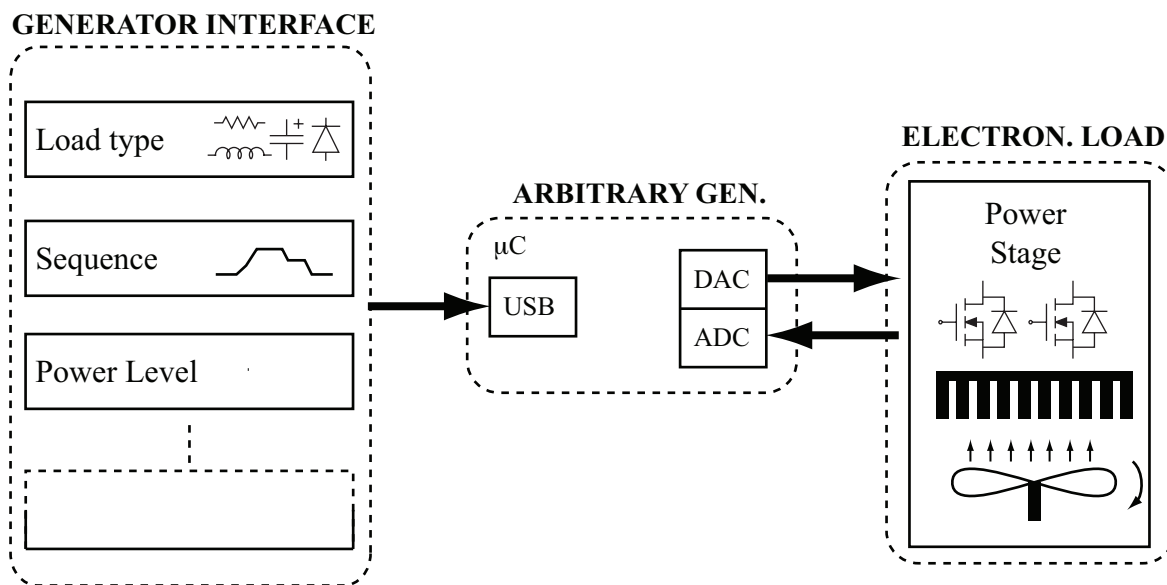 GENERATOR INTERFACE
Load type
+
Sequence
Power Level
ARBITRARY GEN.
µC
USB
DAC
ADC
ELECTRON. LOAD
Power
Stage